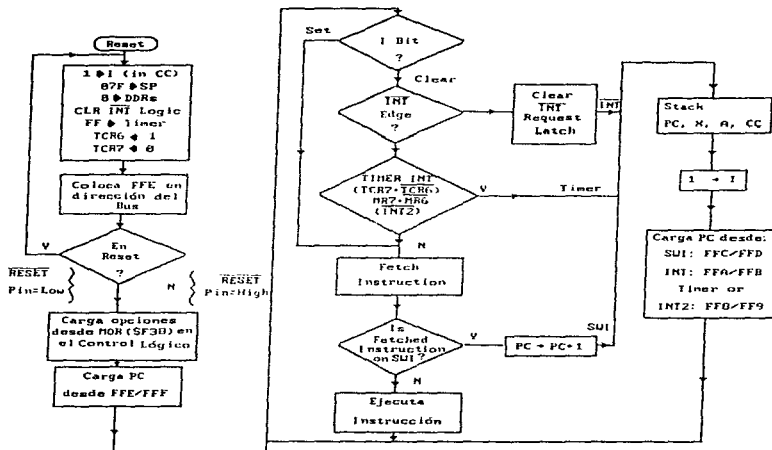 Reset
1 → I (in CC)
07F → SP
0 → DDRs
CLR INT Logic
FF → Timer
TCR6 ← 1
TCR7 ← 0
Coloca FFE en
dirección del
Bus
En
Reset
?
Y
N
RESET
Pin=Low
RESET
Pin=High
Carga opciones
desde MOR($F38) en
el Control Lógico
Carga PC
desde FFE/FFF
Set
I Bit
?
Clear
INT
Edge
?
Clear
INT
Request
Latch
INT
TIMER INT
(TCR7·TCR6)
MR7·MR6
(INT2)
Y
Timer
N
Fetch
Instruction
Is
Fetched
Instruction
on SWI?
Y
PC → PC+1
SWI
N
Ejecuta
Instrucción
Stack
PC, X, A, CC
1 → I
Carga PC desde:
SWI: FFC/FFD
INT: FFA/FFB
Timer or
INT2: FF8/FF9